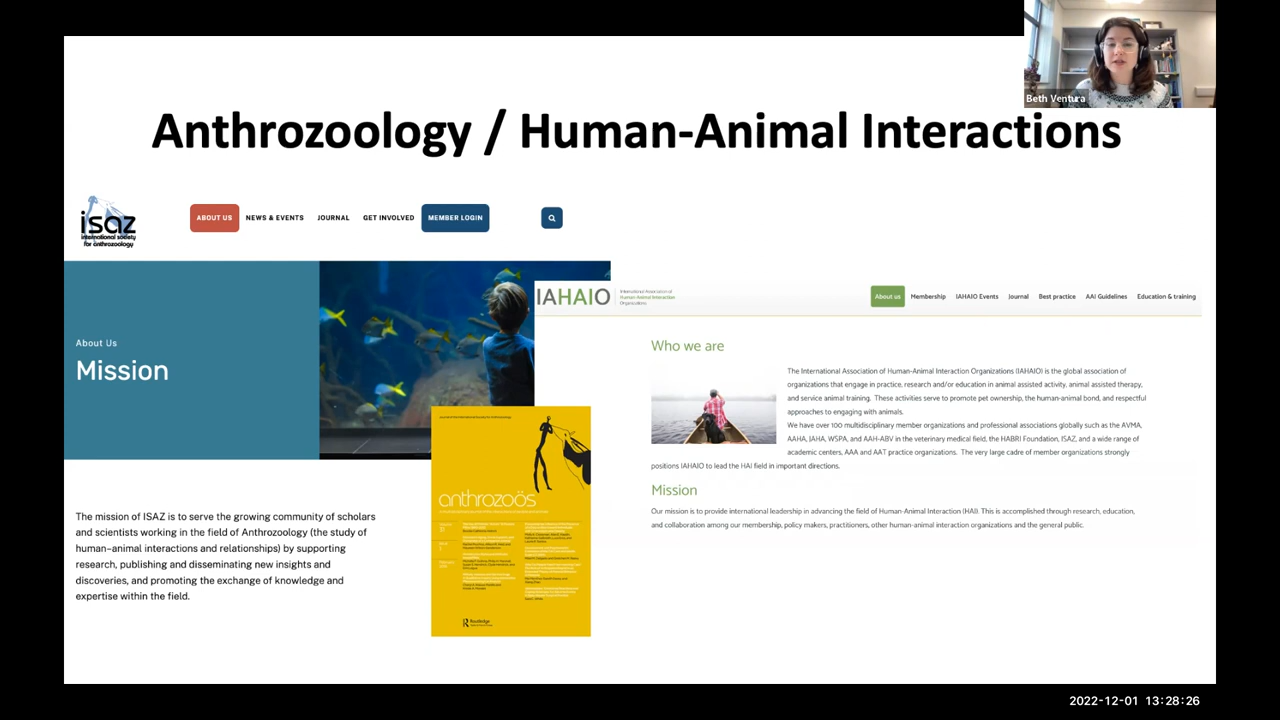 Beth Ventura
Anthrozoology / Human-Animal Interactions
isaz
international society
for anthrozoology
ABOUT US NEWS & EVENTS JOURNAL GET INVOLVED MEMBER LOGIN
About Us
Mission
The mission of ISAZ is to serve the growing community of scholars
and scientists working in the field of Anthrozoology (the study of
human–animal interactions and relationships) by supporting
research, publishing and disseminating new insights and
discoveries, and promoting the exchange of knowledge and
expertise within the field.
anthrozoös
Routledge
IAHAIO
International Association of
Human-Animal Interaction
Organizations
About us Membership IAHAIO Events Journal Best practice AAI Guidelines Education & training
Who we are
The International Association of Human-Animal Interaction Organizations (IAHAIO) is the global association of
organizations that engage in practice, research and/or education in animal assisted activity, animal assisted therapy,
and service animal training. These activities serve to promote pet ownership, the human-animal bond, and respectful
approaches to engaging with animals.
We have over 100 multidisciplinary member organizations and professional associations globally such as the AVMA,
AAHA, JAHA, WSPA, and AAH-ABV in the veterinary medical field, the HABRI Foundation, ISAZ, and a wide range of
academic centers, AAA and AAT practice organizations. The very large cadre of member organizations strongly
positions IAHAIO to lead the HAI field in important directions.
Mission
Our mission is to provide international leadership in advancing the field of Human-Animal Interaction (HAI). This is accomplished through research, education,
and collaboration among our membership, policy makers, practitioners, other human-animal interaction organizations and the general public.
2022-12-01 13:28:26